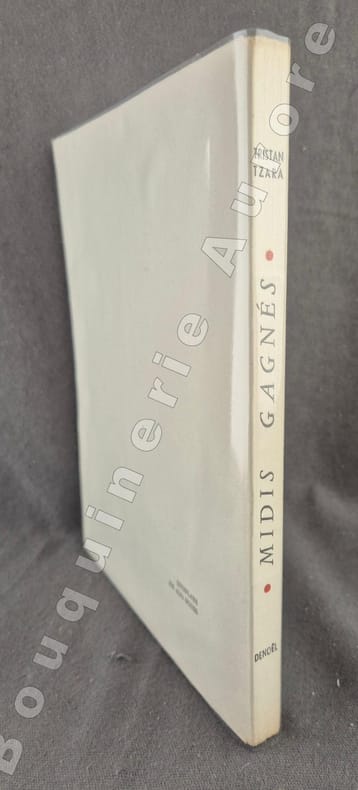 TRISTAN
TZARA
• MIDIS GAGNÉS •
DENOËL
Bouquinerie Aurore